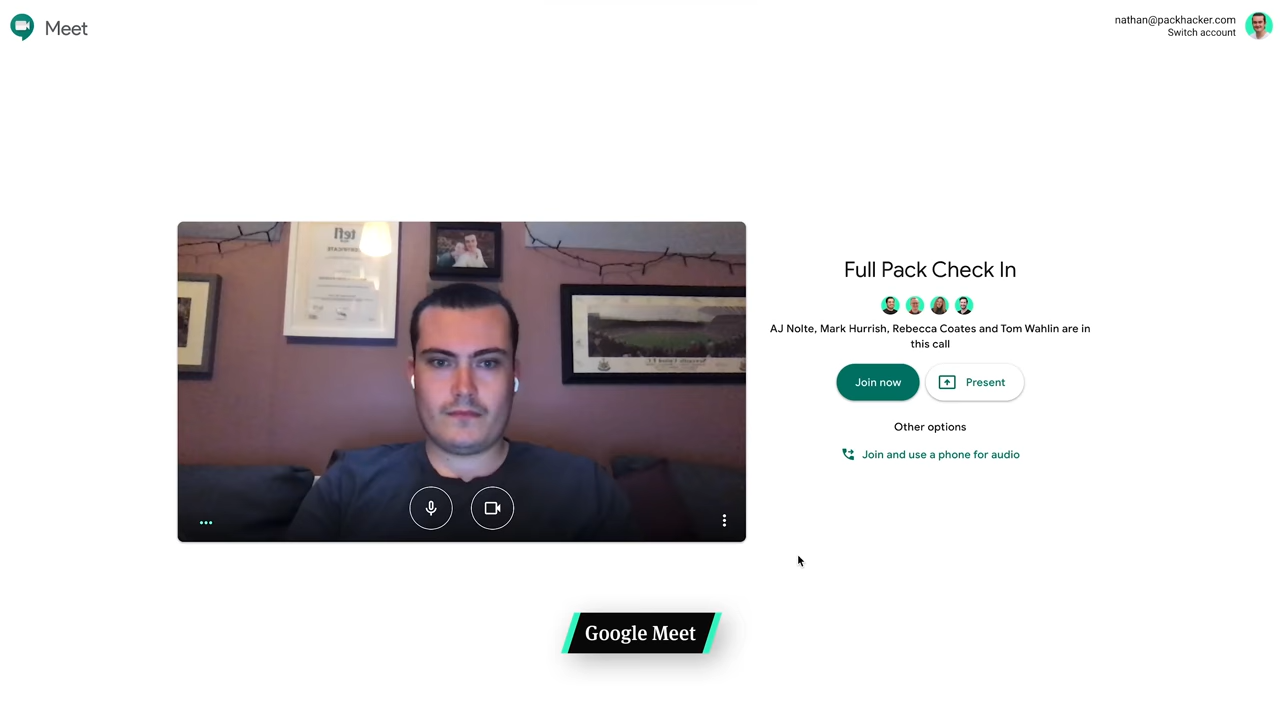 Meet
nathan@packhacker.com
Switch account
tefl
Full Pack Check In
AJ Nolte, Mark Hurrish, Rebecca Coates and Tom Wahlin are in
this call
Join now
Present
Other options
Join and use a phone for audio
Google Meet